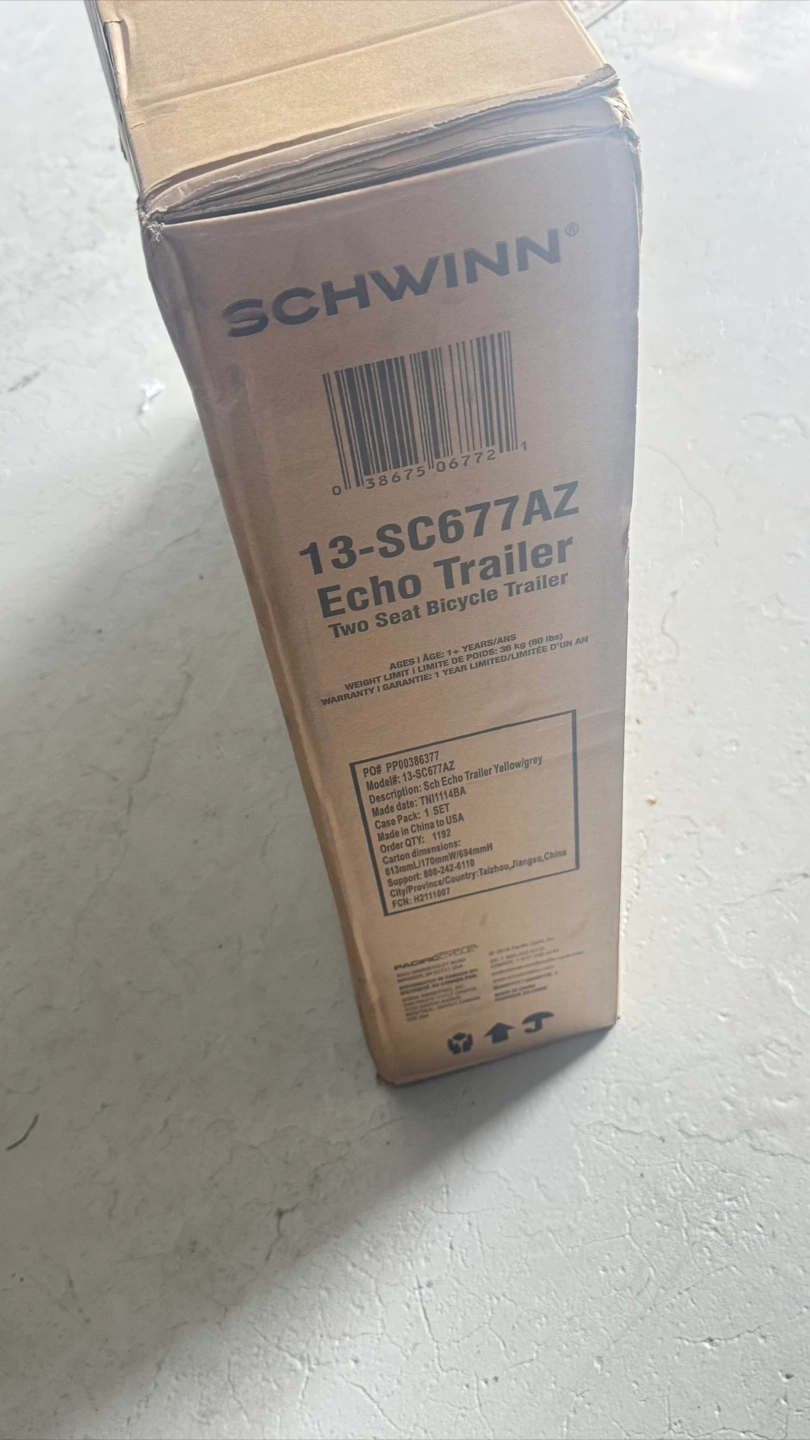 SCHWINN®
0 38675 06772 1
13-SC677AZ
Echo Trailer
Two Seat Bicycle Trailer
AGES | ÂGE: 1+ YEARS/ANS
WEIGHT LIMIT | LIMITE DE POIDS: 36 kg (80 lbs)
WARRANTY | GARANTIE: 1 YEAR LIMITED/LIMITÉE D'UN AN
PO# PP00386377
Model#: 13-SC677AZ
Description: Sch Echo Trailer Yellow/grey
Made date: TNI1114BA
Case Pack: 1 SET
Made in China to USA
Order QTY: 1192
Carton dimensions:
813mmL/170mmW/694mmH
Support: 800-242-6110
City/Province/Country:Taizhou,Jiangsu,China
FCN: H2111007
PACIFIC CYCLE